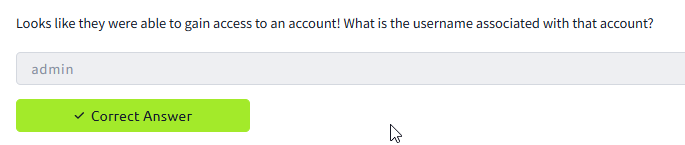 Looks like they were able to gain access to an account! What is the username associated with that account?
admin
✓ Correct Answer